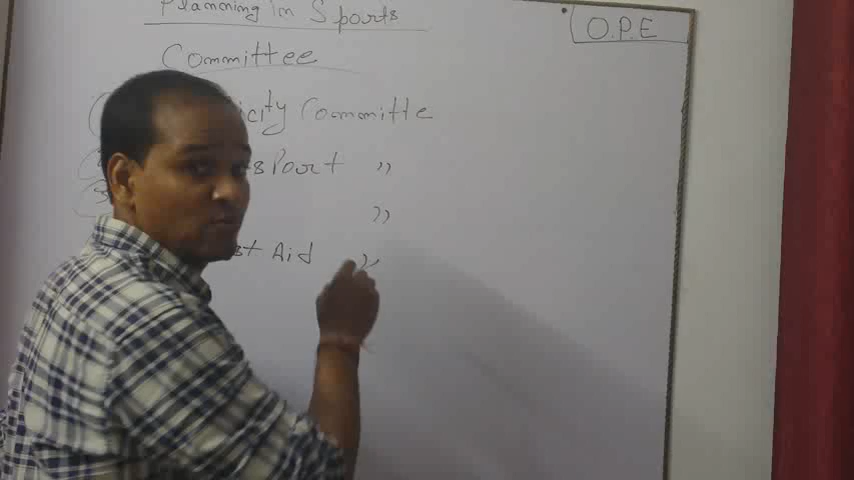 Planning in Sports
O.P.E
Committee
icity Committe
sPort ,,
,,
st Aid ,,